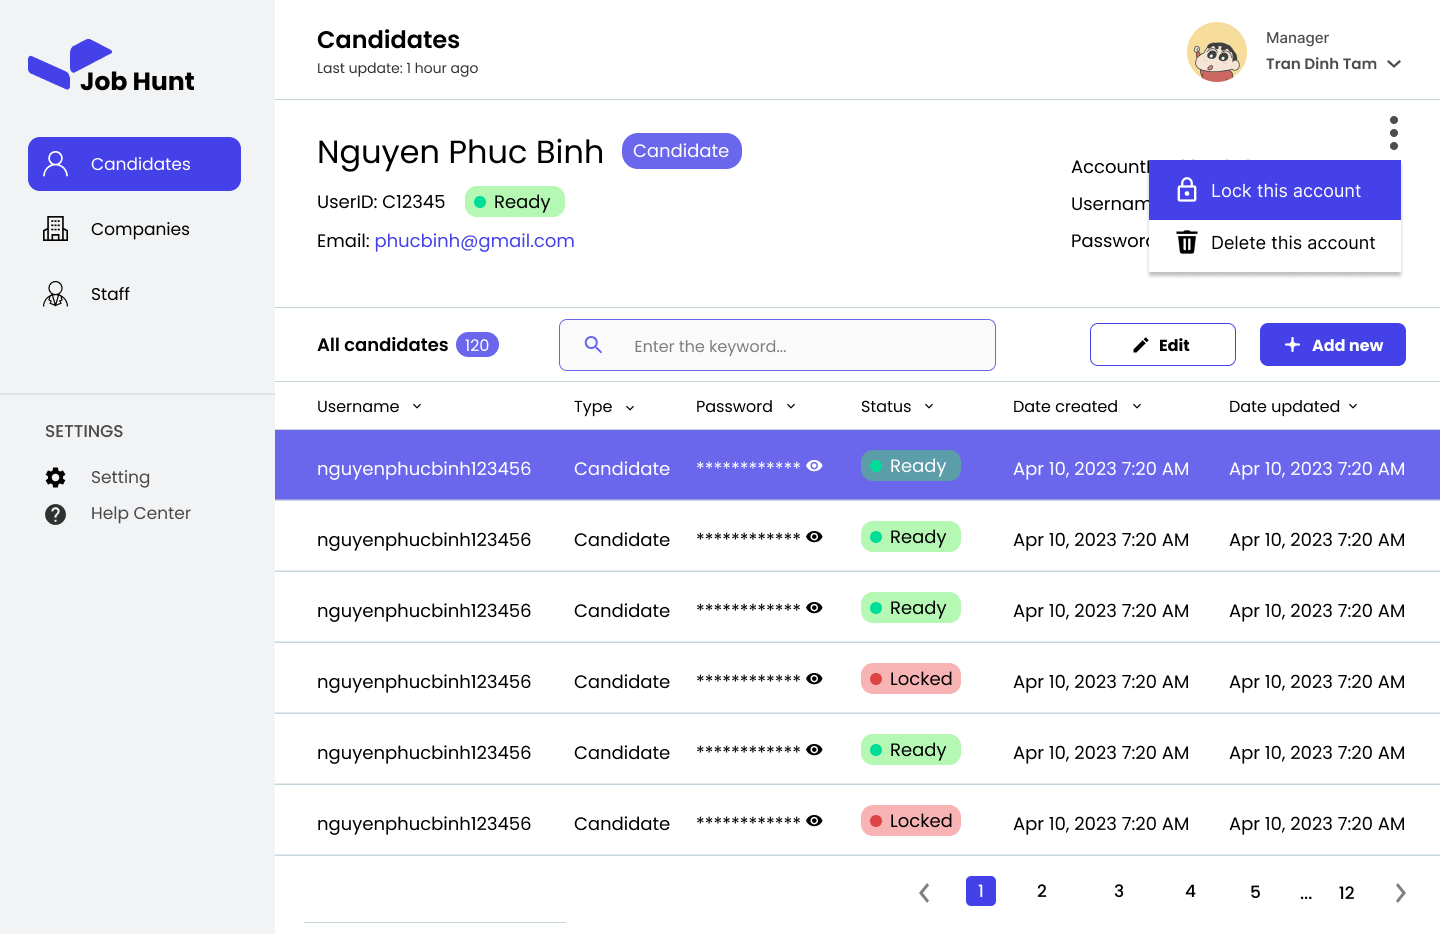 Job Hunt
Candidates
Companies
Staff
SETTINGS
Setting
Help Center
Candidates
Last update: 1 hour ago
Manager
Tran Dinh Tam
Nguyen Phuc Binh Candidate
UserID: C12345 Ready
Email: phucbinh@gmail.com
Lock this account
Delete this account
All candidates 120
Enter the keyword...
Edit
+ Add new
Username Type Password Status Date created Date updated
nguyenphucbinh123456 Candidate ************ Ready Apr 10, 2023 7:20 AM Apr 10, 2023 7:20 AM
nguyenphucbinh123456 Candidate ************ Ready Apr 10, 2023 7:20 AM Apr 10, 2023 7:20 AM
nguyenphucbinh123456 Candidate ************ Ready Apr 10, 2023 7:20 AM Apr 10, 2023 7:20 AM
nguyenphucbinh123456 Candidate ************ Locked Apr 10, 2023 7:20 AM Apr 10, 2023 7:20 AM
nguyenphucbinh123456 Candidate ************ Ready Apr 10, 2023 7:20 AM Apr 10, 2023 7:20 AM
nguyenphucbinh123456 Candidate ************ Locked Apr 10, 2023 7:20 AM Apr 10, 2023 7:20 AM
1 2 3 4 5 ... 12